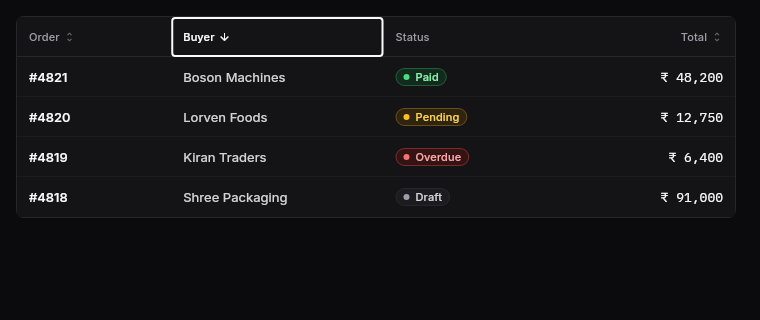 Order Buyer Status Total
#4821 Boson Machines Paid ₹ 48,200
#4820 Lorven Foods Pending ₹ 12,750
#4819 Kiran Traders Overdue ₹ 6,400
#4818 Shree Packaging Draft ₹ 91,000